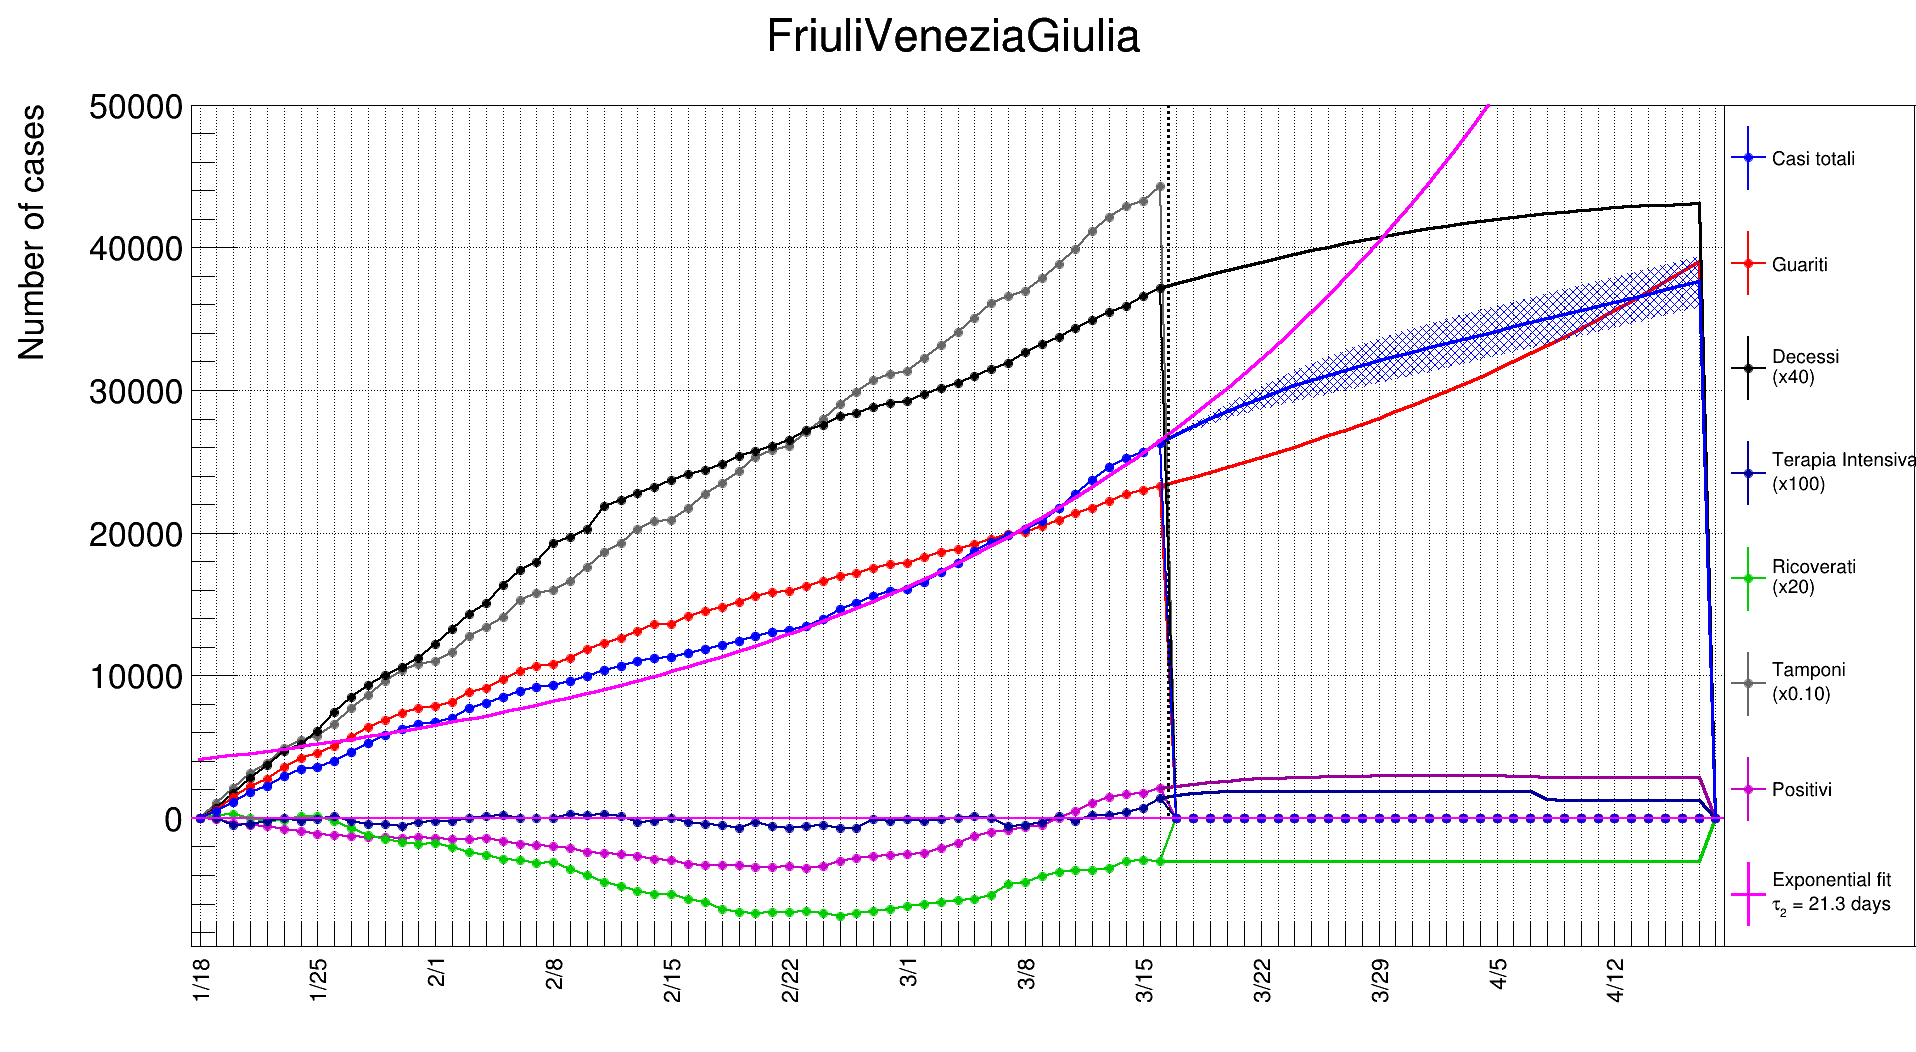 FriuliVeneziaGiulia
Number of cases
50000
40000
30000
20000
10000
0
1/18
1/25
2/1
2/8
2/15
2/22
3/1
3/8
3/15
3/22
3/29
4/5
4/12
Casi totali
Guariti
Decessi
(x40)
Terapia Intensiva
(x100)
Ricoverati
(x20)
Tamponi
(x0.10)
Positivi
Exponential fit
τ2 = 21.3 days